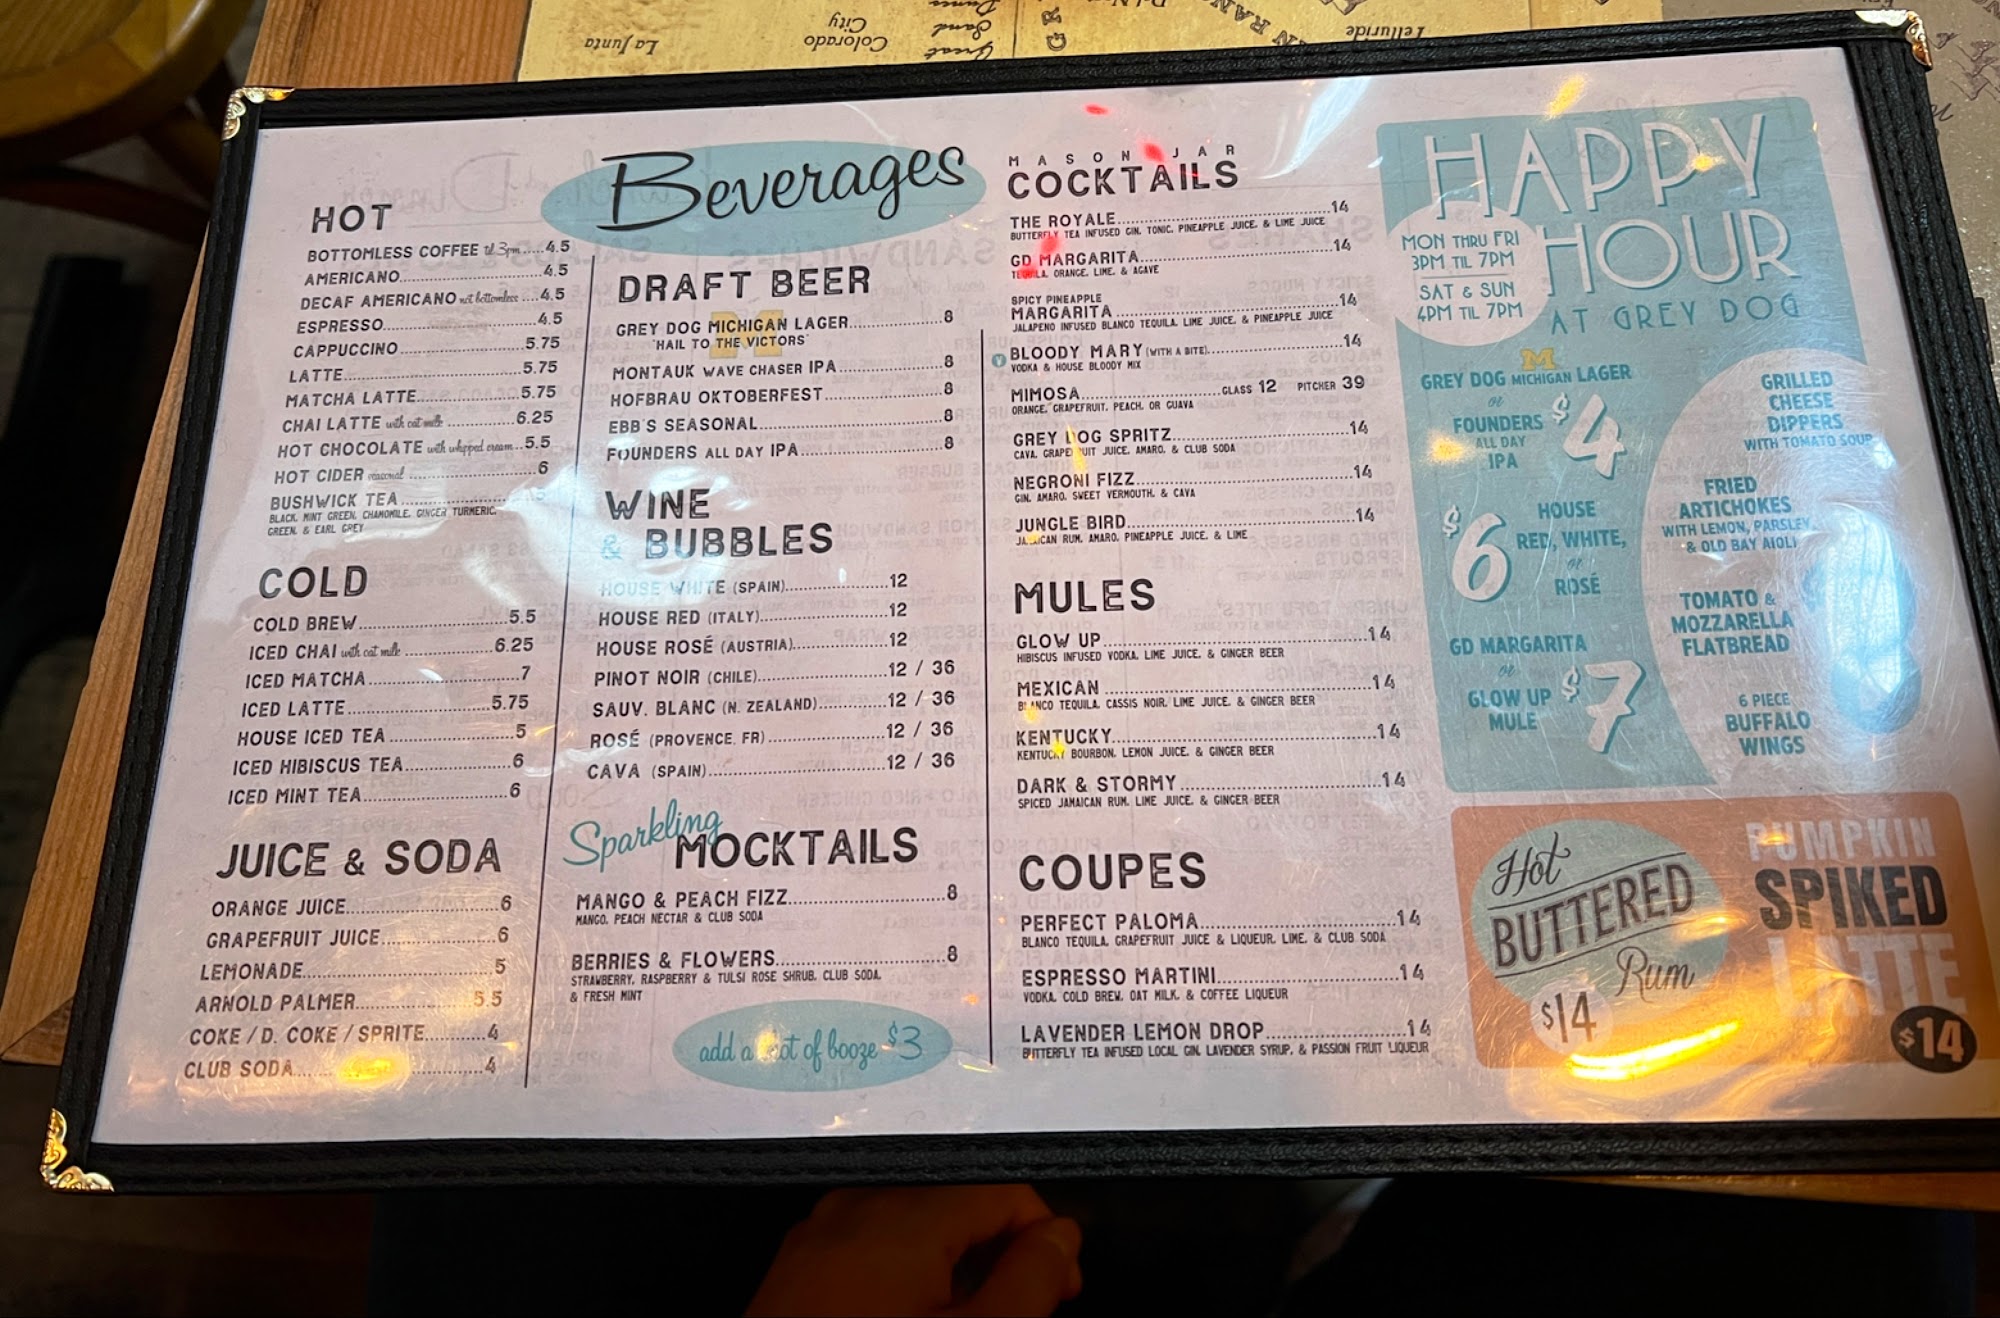 La Junta
Colorado
City
Great
Sand
Dunes
Telluride
Beverages
HOT
BOTTOMLESS COFFEE til 3pm....4.5
AMERICANO....4.5
DECAF AMERICANO not bottomless....4.5
ESPRESSO....4.5
CAPPUCCINO....5.75
LATTE....5.75
MATCHA LATTE....5.75
CHAI LATTE with oat milk....6.25
HOT CHOCOLATE with whipped cream...5.5
HOT CIDER seasonal....6
BUSHWICK TEA....
BLACK, MINT GREEN, CHAMOMILE, GINGER TURMERIC,
GREEN, & EARL GREY
COLD
COLD BREW....5.5
ICED CHAI with oat milk....6.25
ICED MATCHA....7
ICED LATTE....5.75
HOUSE ICED TEA....5
ICED HIBISCUS TEA....6
ICED MINT TEA....6
JUICE & SODA
ORANGE JUICE....6
GRAPEFRUIT JUICE....6
LEMONADE....5
ARNOLD PALMER....5.5
COKE / D. COKE / SPRITE....4
CLUB SODA....4
DRAFT BEER
GREY DOG MICHIGAN LAGER....8
"HAIL TO THE VICTORS"
MONTAUK WAVE CHASER IPA....8
HOFBRAU OKTOBERFEST....8
EBB'S SEASONAL....8
FOUNDERS ALL DAY IPA....8
WINE
& BUBBLES
HOUSE WHITE (SPAIN)....12
HOUSE RED (ITALY)....12
HOUSE ROSÉ (AUSTRIA)....12
PINOT NOIR (CHILE)....12 / 36
SAUV. BLANC (N. ZEALAND)....12 / 36
ROSÉ (PROVENCE, FR)....12 / 36
CAVA (SPAIN)....12 / 36
Sparkling
MOCKTAILS
MANGO & PEACH FIZZ....8
MANGO, PEACH NECTAR & CLUB SODA
BERRIES & FLOWERS....8
STRAWBERRY, RASPBERRY & TULSI ROSE SHRUB, CLUB SODA,
& FRESH MINT
add a shot of booze $3
MASON JAR
COCKTAILS
THE ROYALE....14
BUTTERFLY TEA INFUSED GIN, TONIC, PINEAPPLE JUICE, & LIME JUICE
GD MARGARITA....14
TEQUILA, ORANGE, LIME, & AGAVE
SPICY PINEAPPLE
MARGARITA....14
JALAPENO INFUSED BLANCO TEQUILA, LIME JUICE, & PINEAPPLE JUICE
V BLOODY MARY (WITH A BITE)....14
VODKA & HOUSE BLOODY MIX
MIMOSA....GLASS 12 PITCHER 39
ORANGE, GRAPEFRUIT, PEACH, OR GUAVA
GREY DOG SPRITZ....14
CAVA, GRAPEFRUIT JUICE, AMARO, & CLUB SODA
NEGRONI FIZZ....14
GIN, AMARO, SWEET VERMOUTH, & CAVA
JUNGLE BIRD....14
JAMAICAN RUM, AMARO, PINEAPPLE JUICE, & LIME
MULES
GLOW UP....14
HIBISCUS INFUSED VODKA, LIME JUICE, & GINGER BEER
MEXICAN....14
BLANCO TEQUILA, CASSIS NOIR, LIME JUICE, & GINGER BEER
KENTUCKY....14
KENTUCKY BOURBON, LEMON JUICE, & GINGER BEER
DARK & STORMY....14
SPICED JAMAICAN RUM, LIME JUICE, & GINGER BEER
COUPES
PERFECT PALOMA....14
BLANCO TEQUILA, GRAPEFRUIT JUICE & LIQUEUR, LIME, & CLUB SODA
ESPRESSO MARTINI....14
VODKA, COLD BREW, OAT MILK, & COFFEE LIQUEUR
LAVENDER LEMON DROP....14
BUTTERFLY TEA INFUSED LOCAL GIN, LAVENDER SYRUP, & PASSION FRUIT LIQUEUR
HAPPY
HOUR
AT GREY DOG
MON THRU FRI
3PM TIL 7PM
SAT & SUN
4PM TIL 7PM
M
GREY DOG MICHIGAN LAGER
or
FOUNDERS
ALL DAY
IPA
$4
$6
HOUSE
RED, WHITE,
or
ROSÉ
GD MARGARITA
or
GLOW UP
MULE
$7
GRILLED
CHEESE
DIPPERS
WITH TOMATO SOUP
FRIED
ARTICHOKES
WITH LEMON, PARSLEY,
& OLD BAY AIOLI
TOMATO &
MOZZARELLA
FLATBREAD
6 PIECE
BUFFALO
WINGS
Hot
BUTTERED
Rum
$14
PUMPKIN
SPIKED
LATTE
$14